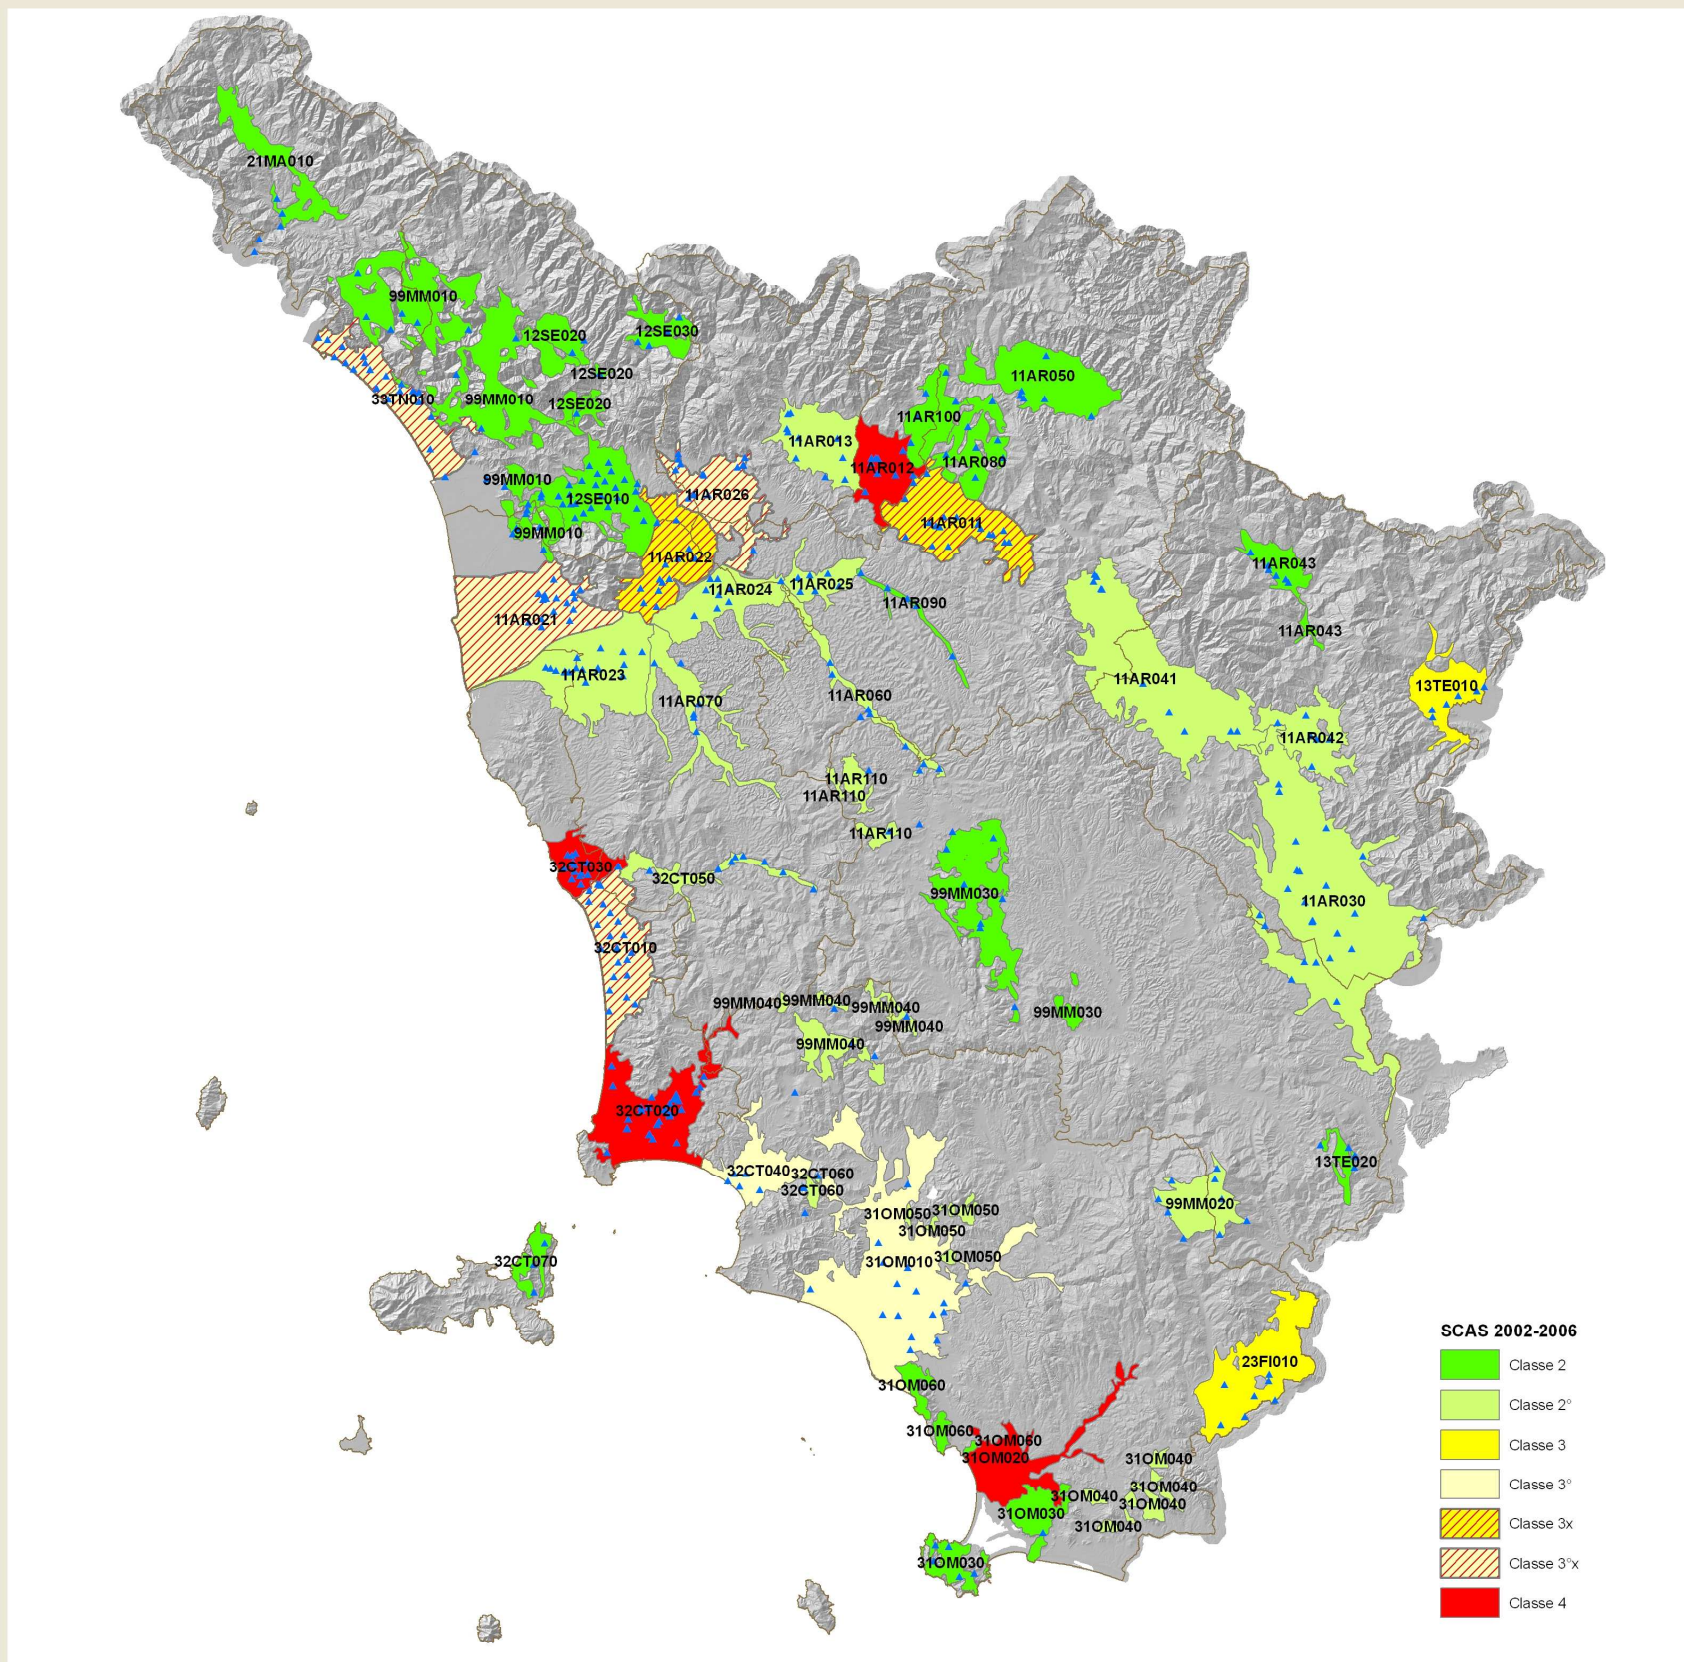 21MA010
99MM010
12SE020
12SE030
12SE020
33TN010
99MM010
12SE020
11AR050
11AR100
11AR013
11AR012
11AR080
99MM010
12SE010
11AR026
11AR011
99MM010
11AR022
11AR043
11AR025
11AR024
11AR090
11AR021
11AR043
11AR023
11AR041
13TE010
11AR070
11AR060
11AR042
11AR110
11AR110
11AR110
32CT030
32CT050
99MM030
11AR030
32CT010
99MM040
99MM040
99MM040
99MM040
99MM030
99MM040
32CT020
13TE020
32CT040
32CT060
32CT060
99MM020
31OM050
31OM050
31OM050
31OM050
31OM010
32CT070
SCAS 2002-2006
Classe 2
Classe 2°
Classe 3
Classe 3°
Classe 3x
Classe 3°x
Classe 4
23FI010
31OM060
31OM060
31OM060
31OM020
31OM040
31OM040
31OM040
31OM040
31OM030
31OM040
31OM030